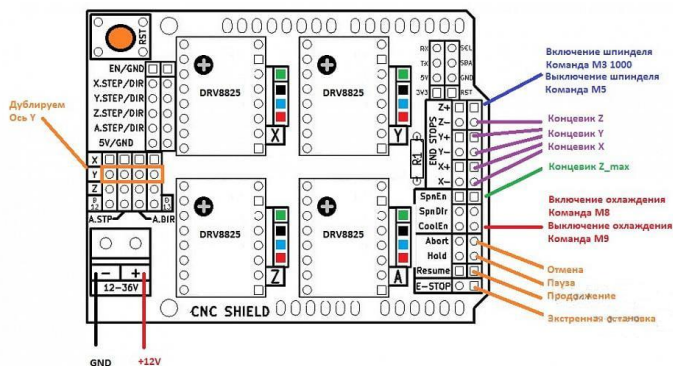 RST
EN/GND
X.STEP/DIR
Y.STEP/DIR
Z.STEP/DIR
A.STEP/DIR
5V/GND
Дублируем
Ось Y
X
Y
Z
D
12
D
13
A.STP
A.DIR
12-36V
GND
+12V
DRV8825
X
DRV8825
Y
DRV8825
Z
DRV8825
A
CNC SHIELD
RX
SCL
TX
SDA
5V
GND
3V3
RST
R1
END STOPS
Z+
Z-
Y+
Y-
X+
X-
SpnEn
SpnDir
CoolEn
Abort
Hold
Resume
E-STOP
Включение шпинделя
Команда M3 1000
Выключение шпинделя
Команда M5
Концевик Z
Концевик Y
Концевик X
Концевик Z_max
Включение охлаждения
Команда M8
Выключение охлаждения
Команда M9
Отмена
Пауза
Продолжение
Экстренная остановка